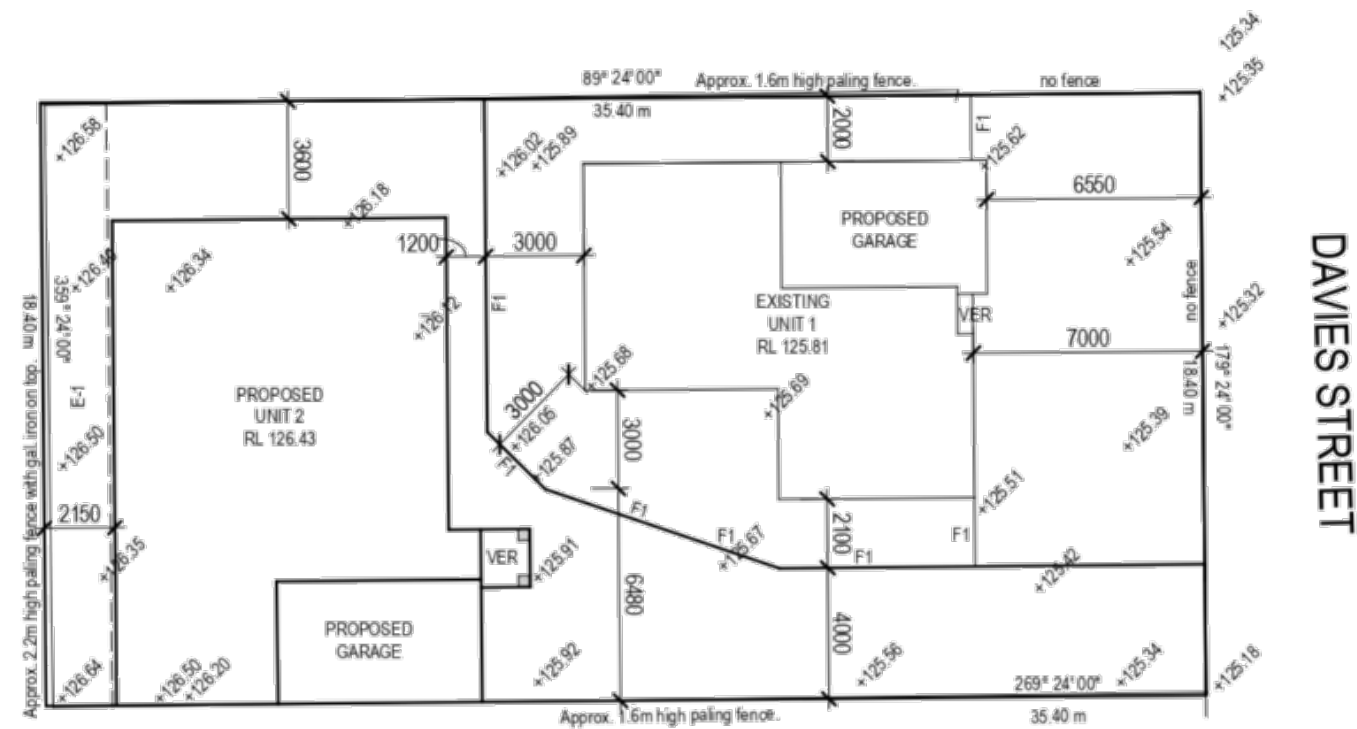 125.34
+125.35
89° 24' 00"
Approx. 1.6m high paling fence.
no fence
35.40 m
+126.58
3600
+126.02
+125.89
2000
F1
+125.62
6550
+126.18
PROPOSED
GARAGE
1200
3000
+125.54
+126.34
359° 24' 00"
18.40 m
no fence
F1
EXISTING
UNIT 1
RL 125.81
VER
+125.32
+126.12
7000
179° 24' 00"
18.40 m
DAVIES STREET
E-1
PROPOSED
UNIT 2
RL 126.43
3000
+125.68
+125.69
+126.05
+125.39
+126.50
F1
+125.87
3000
2150
F1
F1
+125.51
2100
F1
F1
+126.35
VER
+125.91
+125.67
+125.42
6480
4000
PROPOSED
GARAGE
+126.64
+126.50
+126.20
+125.92
+125.56
269° 24' 00"
+125.34
+125.18
Approx. 2.2m high paling fence with gal. iron on top.
Approx. 1.6m high paling fence.
35.40 m